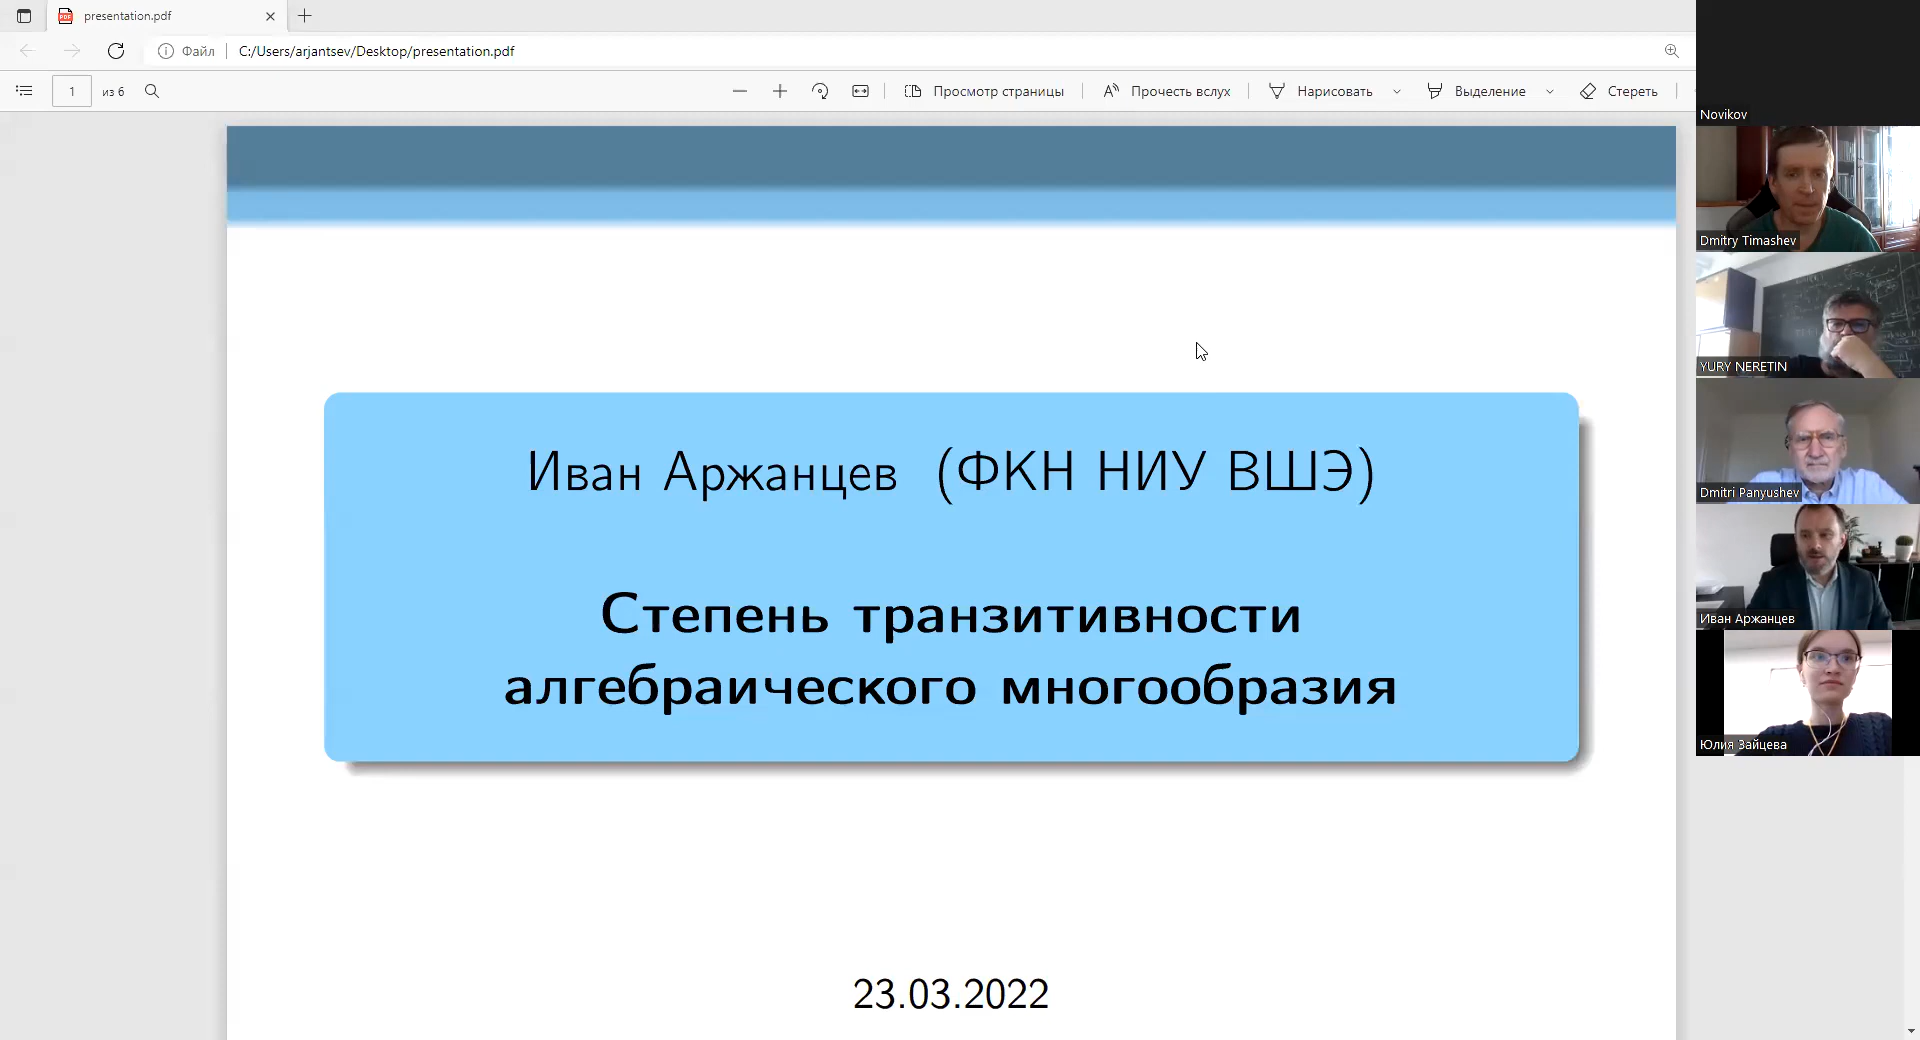 presentation.pdf
Файл
C:/Users/arjantsev/Desktop/presentation.pdf
1 из 6
Просмотр страницы
Прочесть вслух
Нарисовать
Выделение
Стереть
Иван Аржанцев (ФКН НИУ ВШЭ)
Степень транзитивности
алгебраического многообразия
23.03.2022
Novikov
Dmitry Timashev
YURY NERETIN
Dmitri Panyushev
Иван Аржанцев
Юлия Зайцева